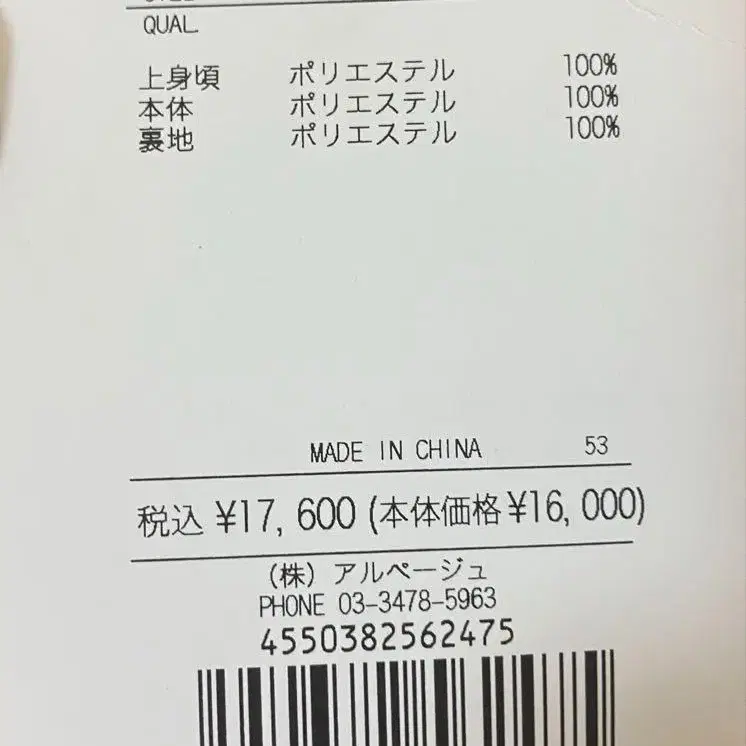 QUAL
上身頃 ポリエステル 100%
本体 ポリエステル 100%
裏地 ポリエステル 100%
MADE IN CHINA 53
税込 ¥17,600 (本体価格¥16,000)
(株) アルページュ
PHONE 03-3478-5963
4550382562475